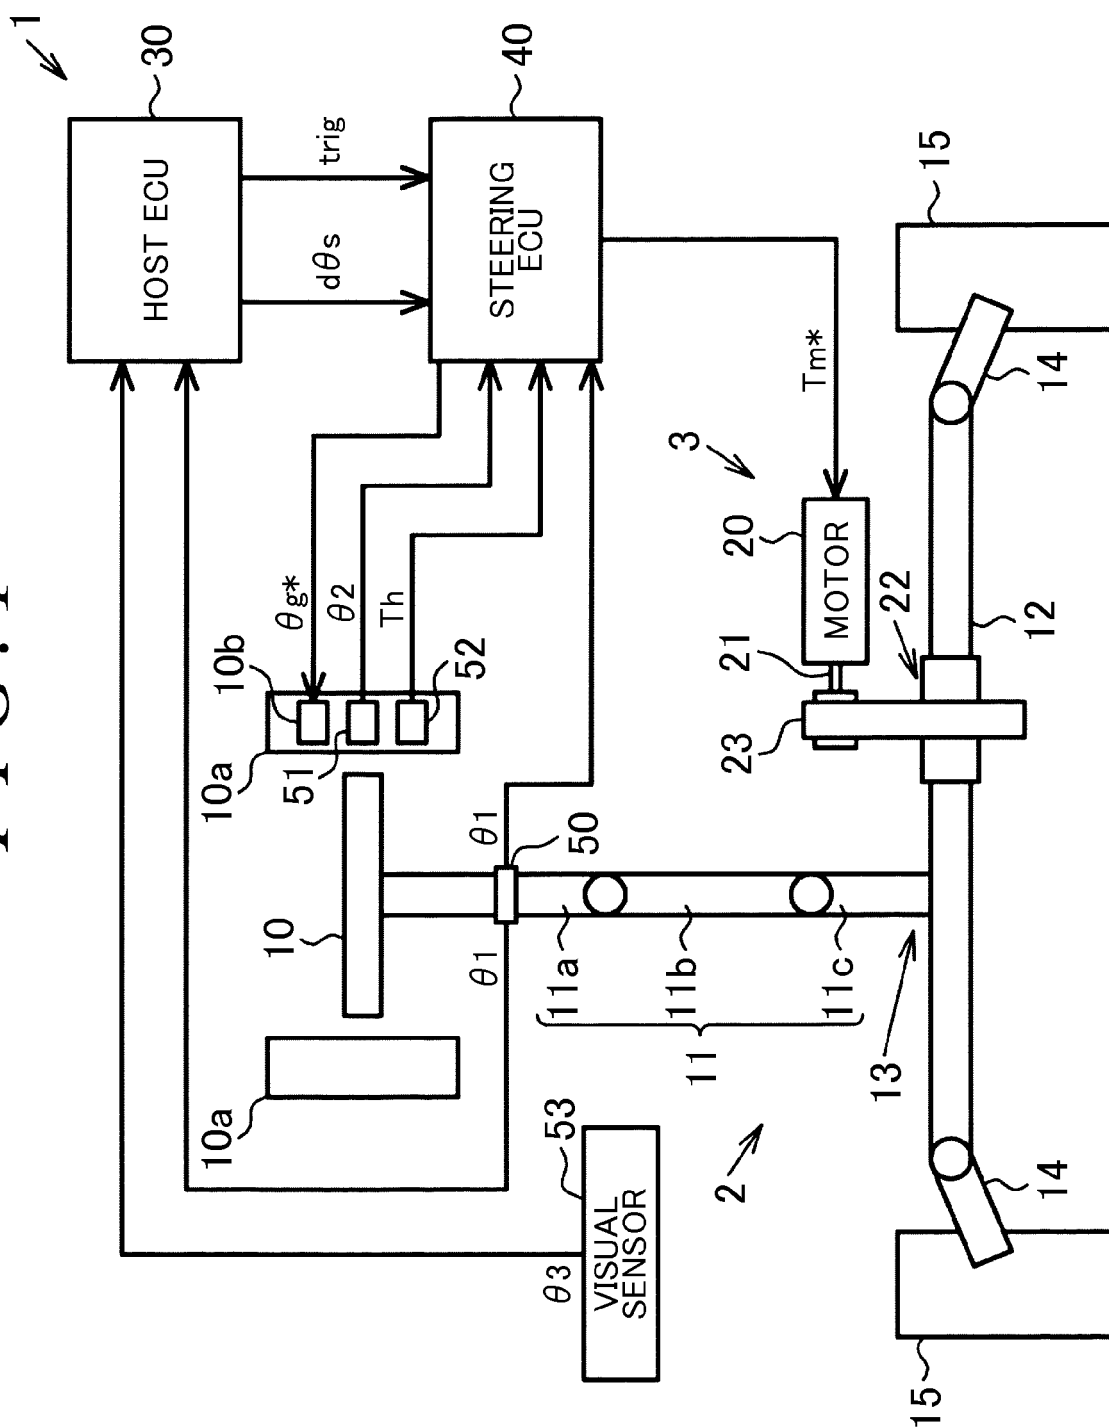 1
30
HOST ECU
10a
10a
10b
10
51
θg*
θ2
Th
dθs
trig
52
θ1
θ1
40
STEERING
ECU
θ3
53
VISUAL
SENSOR
11a
50
11b
11c
11
3
2
20
21
23
MOTOR
Tm*
13
22
15
15
14
12
14